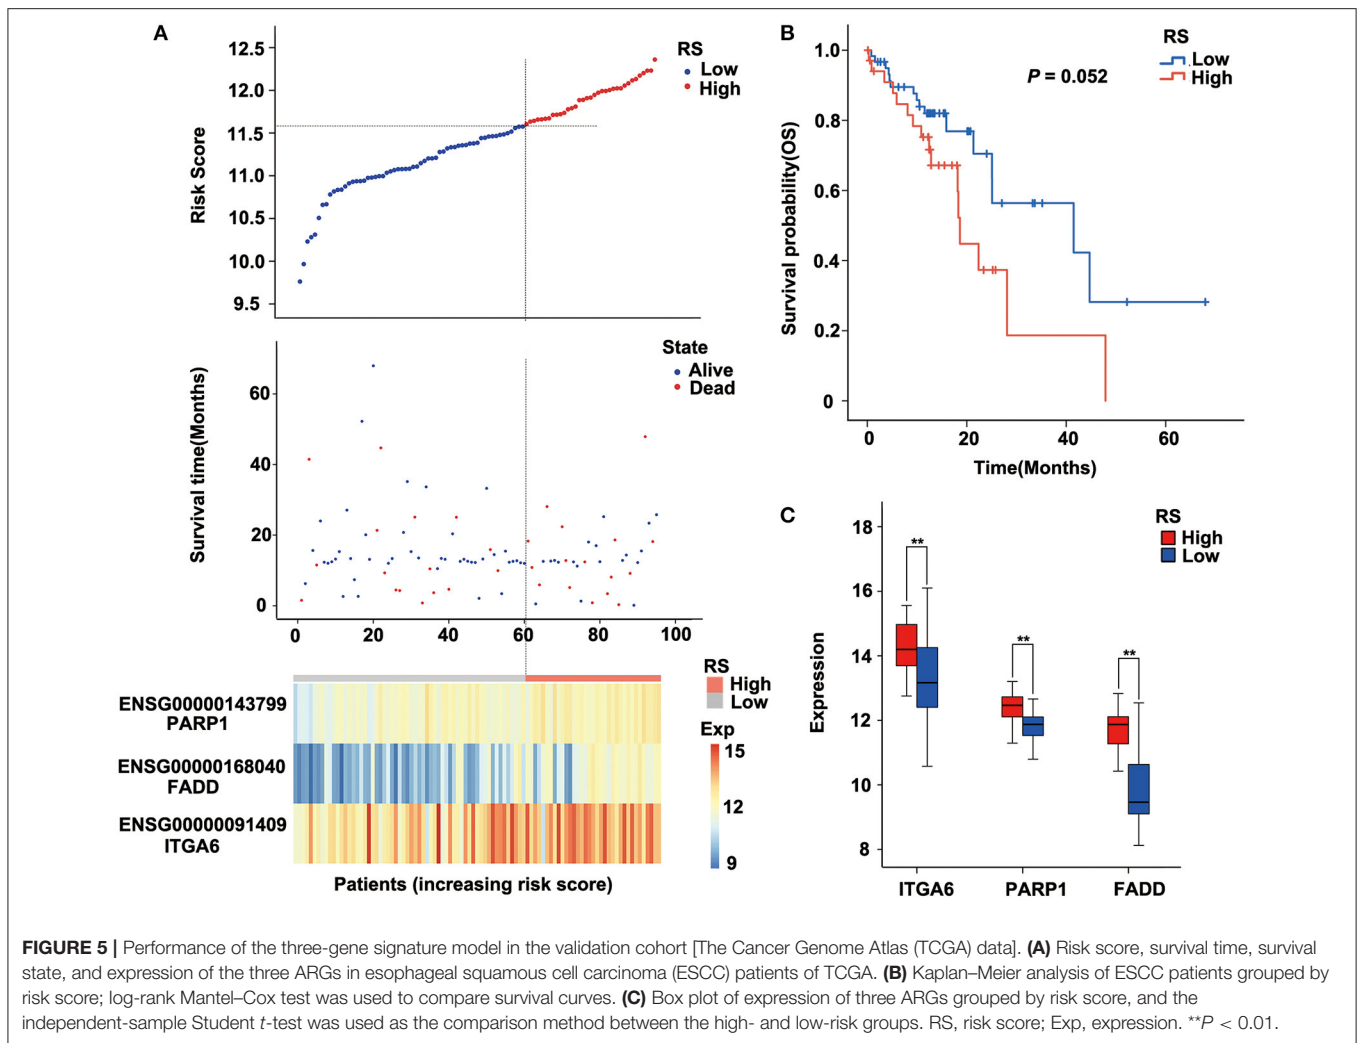 A
RS
Low
High
Risk Score
12.5
12.0
11.5
11.0
10.5
10.0
9.5
State
Alive
Dead
Survival time(Months)
60
40
20
0
0 20 40 60 80 100
RS
High
Low
ENSG00000143799
PARP1
ENSG00000168040
FADD
ENSG00000091409
ITGA6
Exp
15
12
9
Patients (increasing risk score)
B
RS
Low
High
P = 0.052
Survival probability(OS)
1.0
0.8
0.6
0.4
0.2
0
0 20 40 60
Time(Months)
C
RS
High
Low
Expression
18
16
14
12
10
8
**
**
**
ITGA6 PARP1 FADD
FIGURE 5 | Performance of the three-gene signature model in the validation cohort [The Cancer Genome Atlas (TCGA) data]. (A) Risk score, survival time, survival
state, and expression of the three ARGs in esophageal squamous cell carcinoma (ESCC) patients of TCGA. (B) Kaplan–Meier analysis of ESCC patients grouped by
risk score; log-rank Mantel–Cox test was used to compare survival curves. (C) Box plot of expression of three ARGs grouped by risk score, and the
independent-sample Student t-test was used as the comparison method between the high- and low-risk groups. RS, risk score; Exp, expression. **P < 0.01.